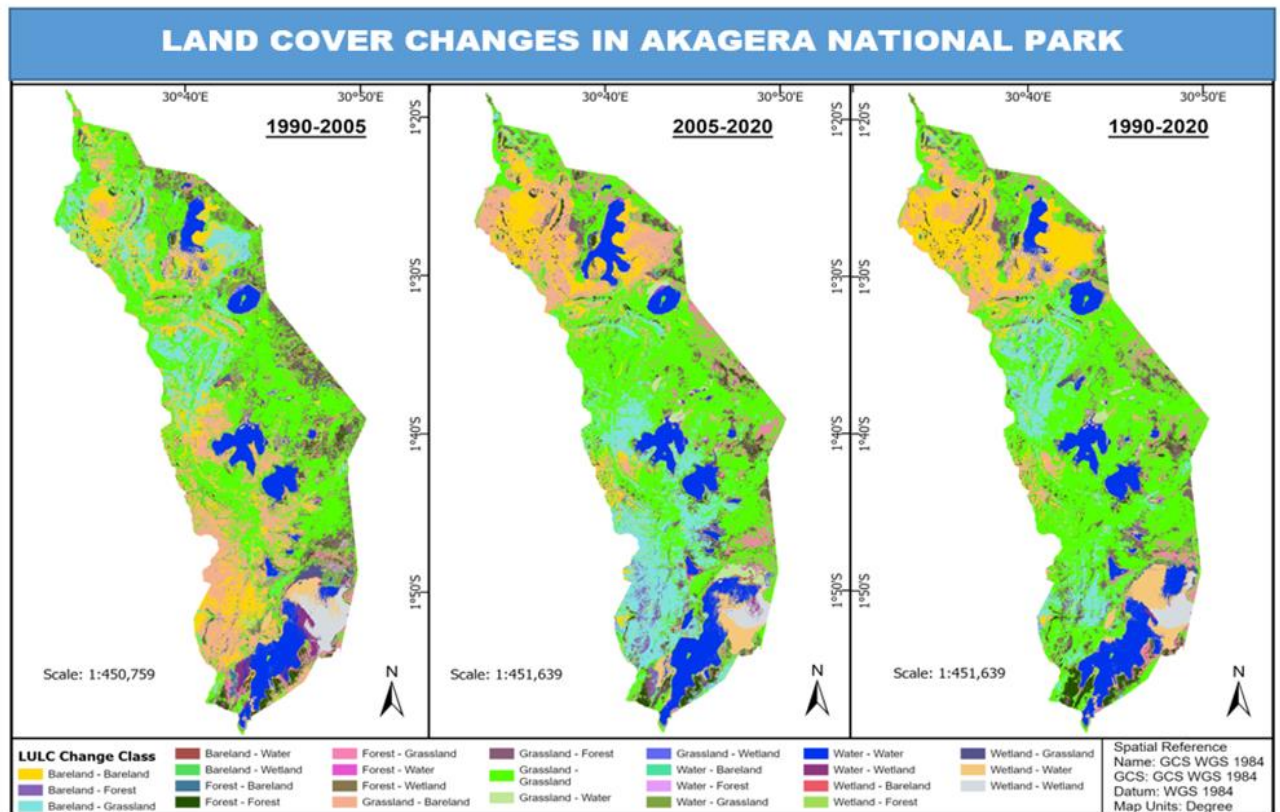 LAND COVER CHANGES IN AKAGERA NATIONAL PARK
30°40'E 30°50'E 30°40'E 30°50'E 30°40'E 30°50'E
1990-2005
2005-2020
1990-2020
1°20'S 1°20'S
1°30'S 1°30'S
1°40'S 1°40'S
1°50'S 1°50'S
Scale: 1:450,759
N
Scale: 1:451,639
N
Scale: 1:451,639
N
LULC Change Class
Bareland - Bareland
Bareland - Forest
Bareland - Grassland
Bareland - Water
Bareland - Wetland
Forest - Bareland
Forest - Forest
Forest - Grassland
Forest - Water
Forest - Wetland
Grassland - Bareland
Grassland - Forest
Grassland -
Grassland
Grassland - Water
Grassland - Wetland
Water - Bareland
Water - Forest
Water - Grassland
Water - Water
Water - Wetland
Wetland - Bareland
Wetland - Forest
Wetland - Grassland
Wetland - Water
Wetland - Wetland
Spatial Reference
Name: GCS WGS 1984
GCS: GCS WGS 1984
Datum: WGS 1984
Map Units: Degree